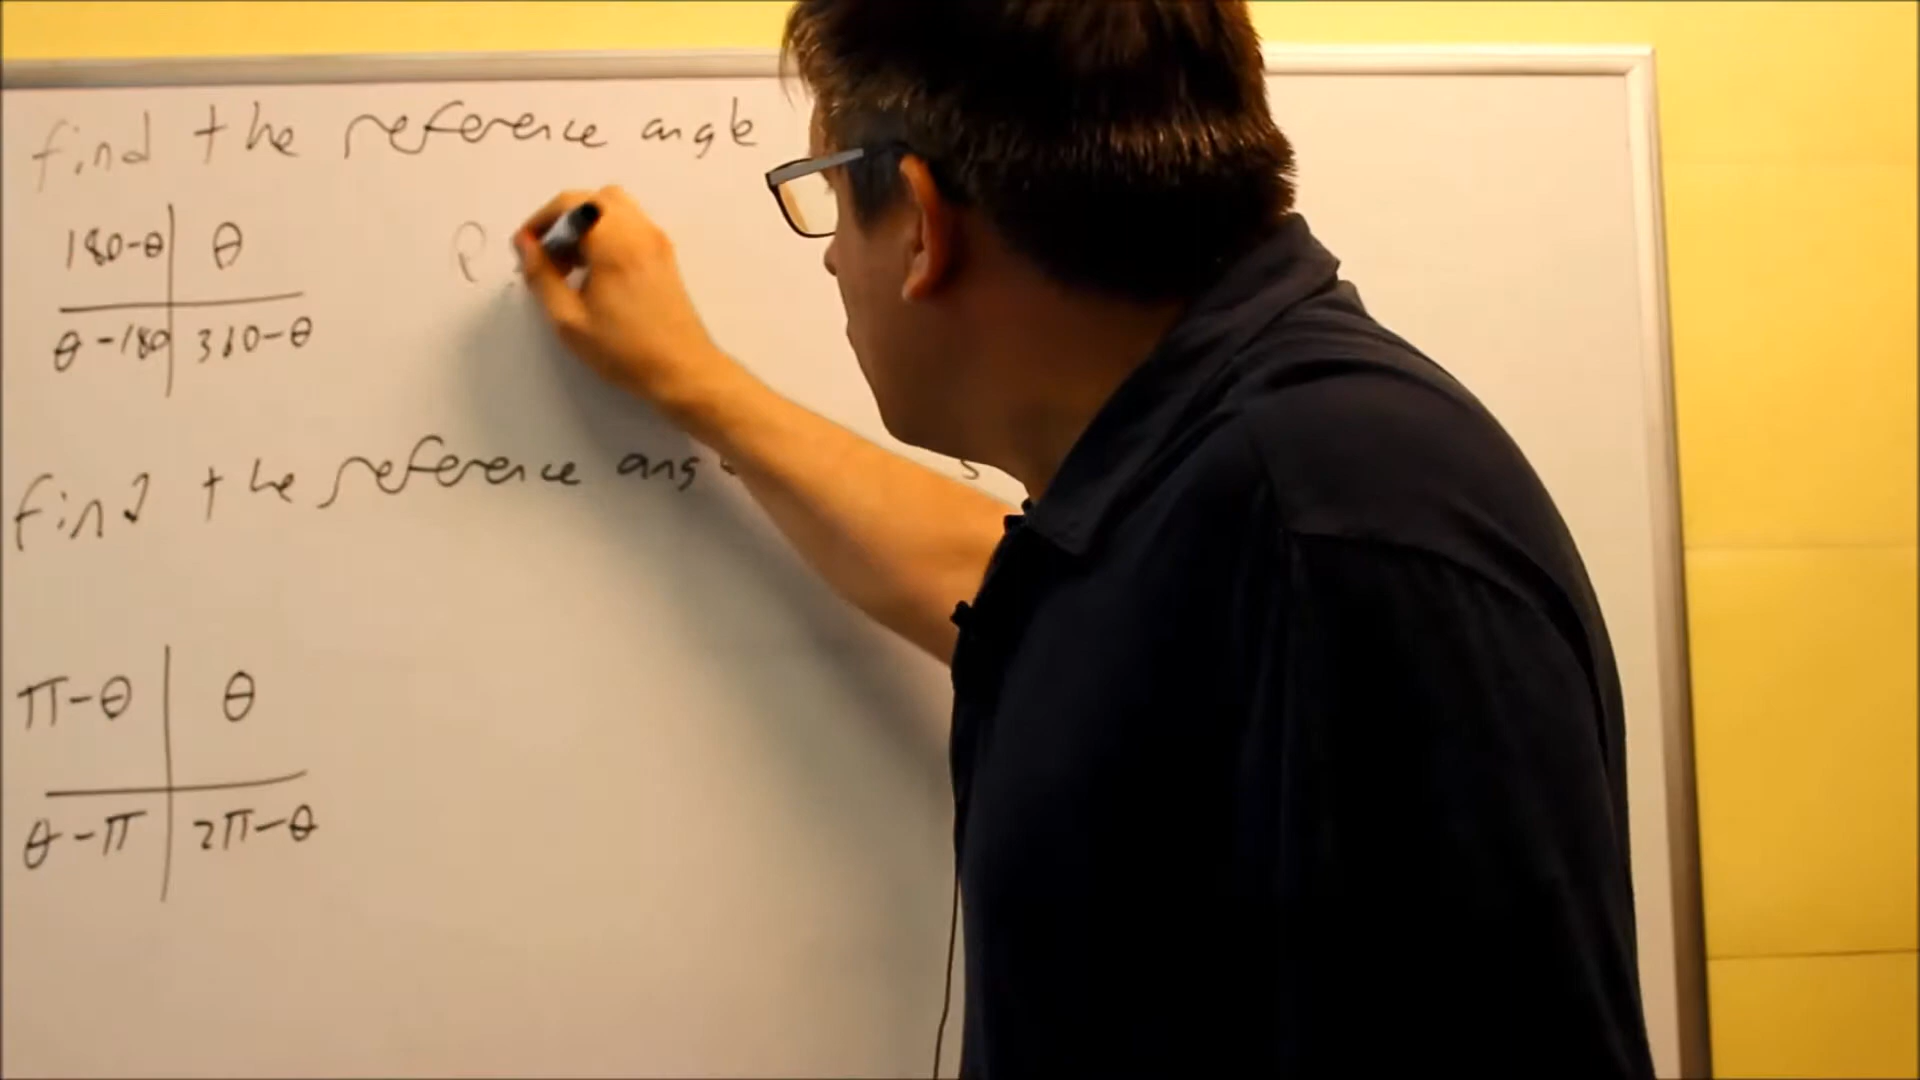 find the reference angle
180-θ θ
θ-180 360-θ
find the reference ang
π-θ θ
θ-π 2π-θ